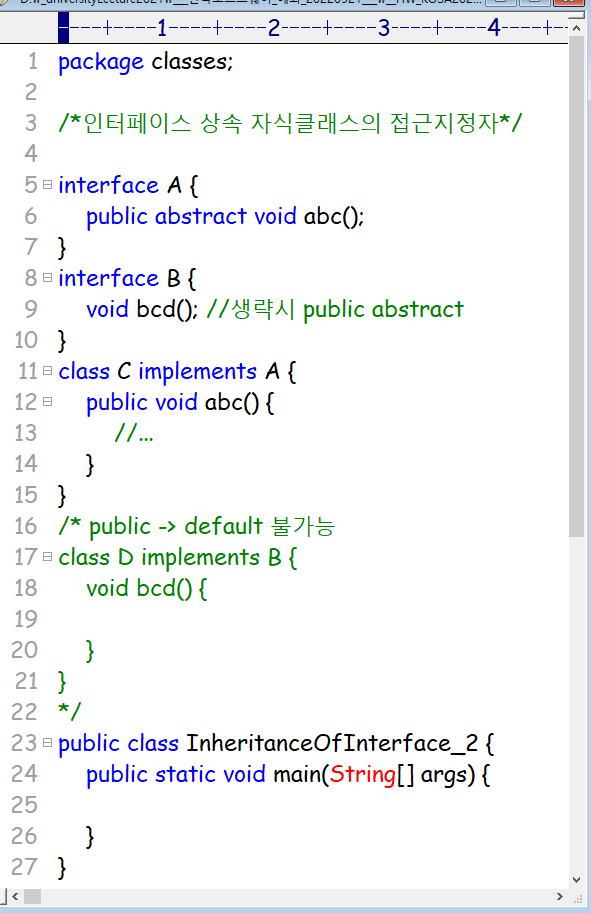 1 2 3 4
1 package classes;
2
3 /*인터페이스 상속 자식클래스의 접근지정자*/
4
5 interface A {
6 public abstract void abc();
7 }
8 interface B {
9 void bcd(); //생략시 public abstract
10 }
11 class C implements A {
12 public void abc() {
13 //...
14 }
15 }
16 /* public -> default 불가능
17 class D implements B {
18 void bcd() {
19
20 }
21 }
22 */
23 public class InheritanceOfInterface_2 {
24 public static void main(String[] args) {
25
26 }
27 }